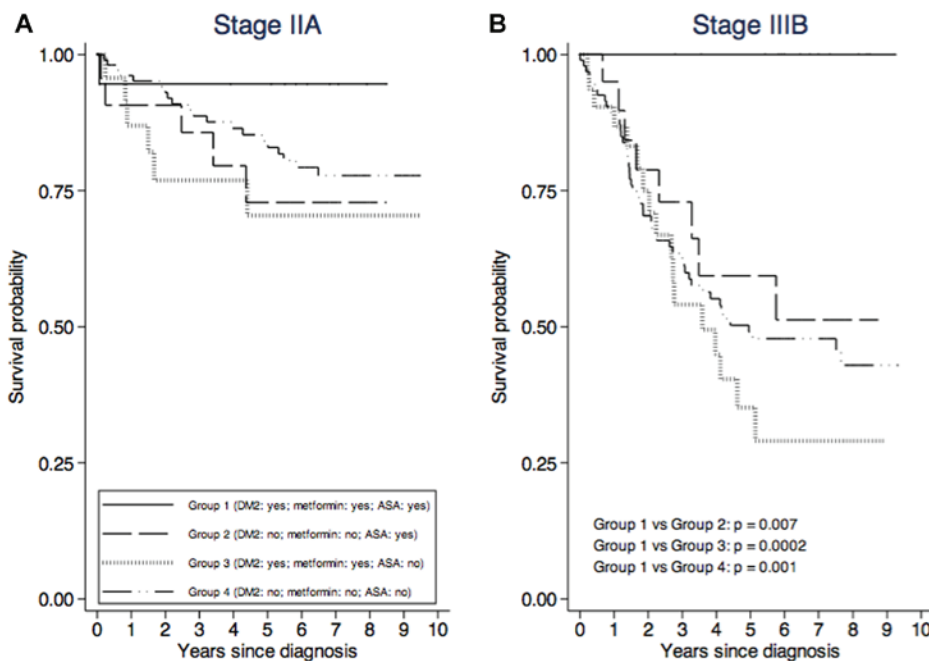 A
Stage IIA
Survival probability
1.00
0.75
0.50
0.25
0.00
Group 1 (DM2: yes; metformin: yes; ASA: yes)
Group 2 (DM2: no; metformin: no; ASA: yes)
Group 3 (DM2: yes; metformin: yes; ASA: no)
Group 4 (DM2: no; metformin: no; ASA: no)
0 1 2 3 4 5 6 7 8 9 10
Years since diagnosis
B
Stage IIIB
Survival probability
1.00
0.75
0.50
0.25
0.00
Group 1 vs Group 2: p = 0.007
Group 1 vs Group 3: p = 0.0002
Group 1 vs Group 4: p = 0.001
0 1 2 3 4 5 6 7 8 9 10
Years since diagnosis